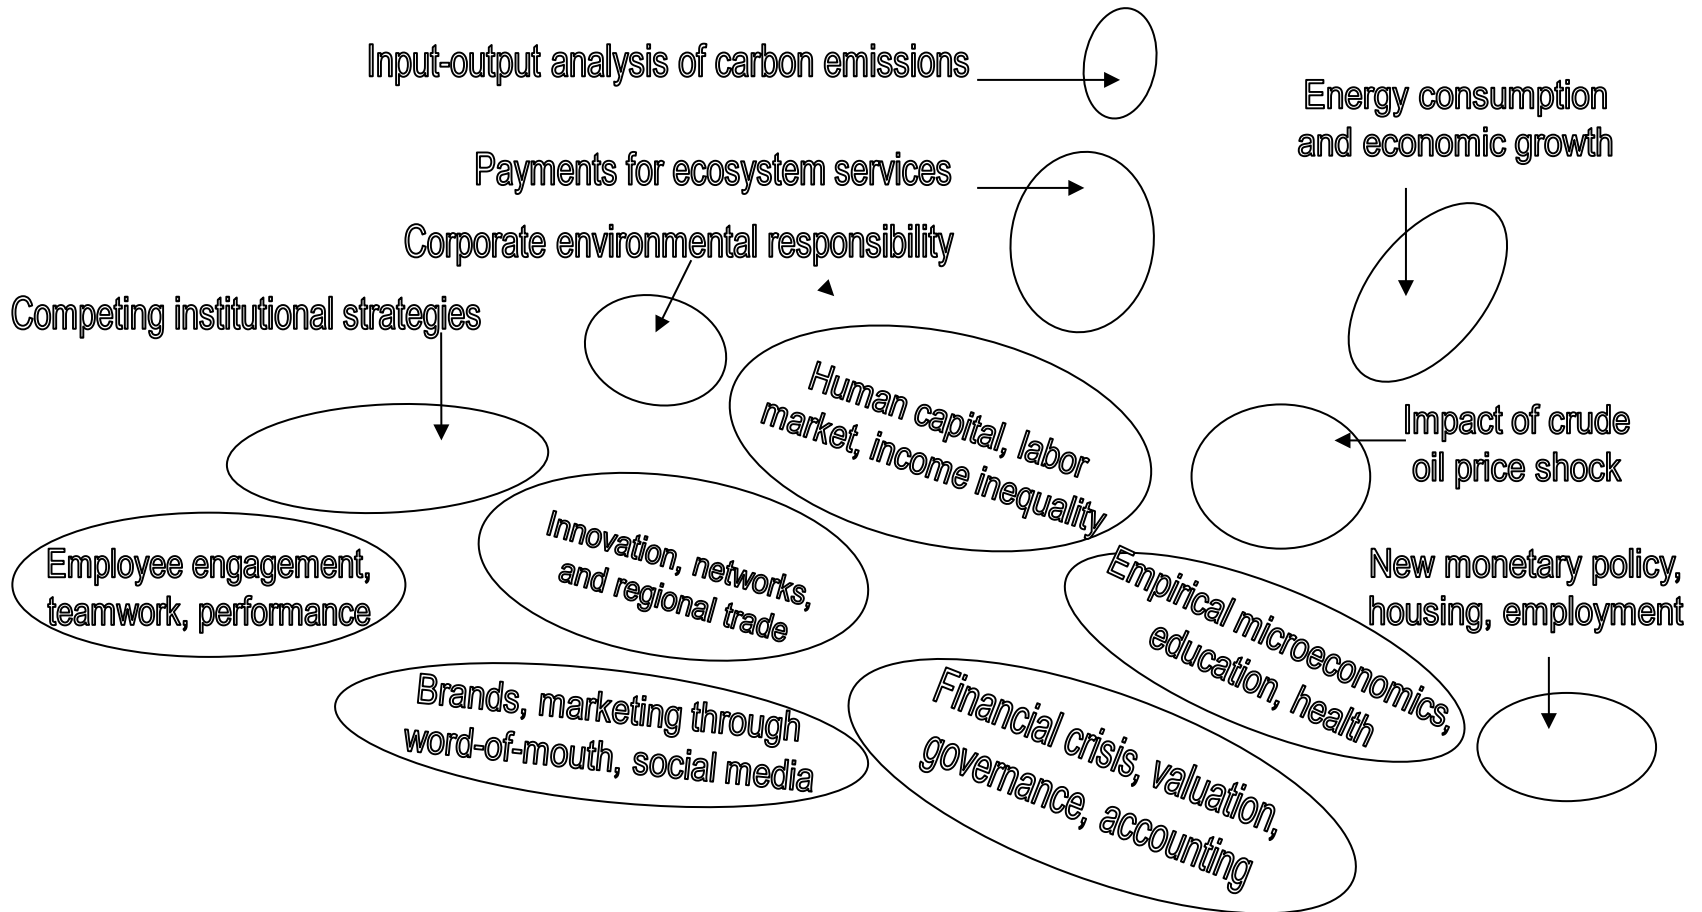 Input-output analysis of carbon emissions
Energy consumption
and economic growth
Payments for ecosystem services
Corporate environmental responsibility
Competing institutional strategies
Human capital, labor
market, income inequality
Impact of crude
oil price shock
Innovation, networks,
and regional trade
Employee engagement,
teamwork, performance
Empirical microeconomics,
education, health
New monetary policy,
housing, employment
Brands, marketing through
word-of-mouth, social media
Financial crisis, valuation,
governance, accounting